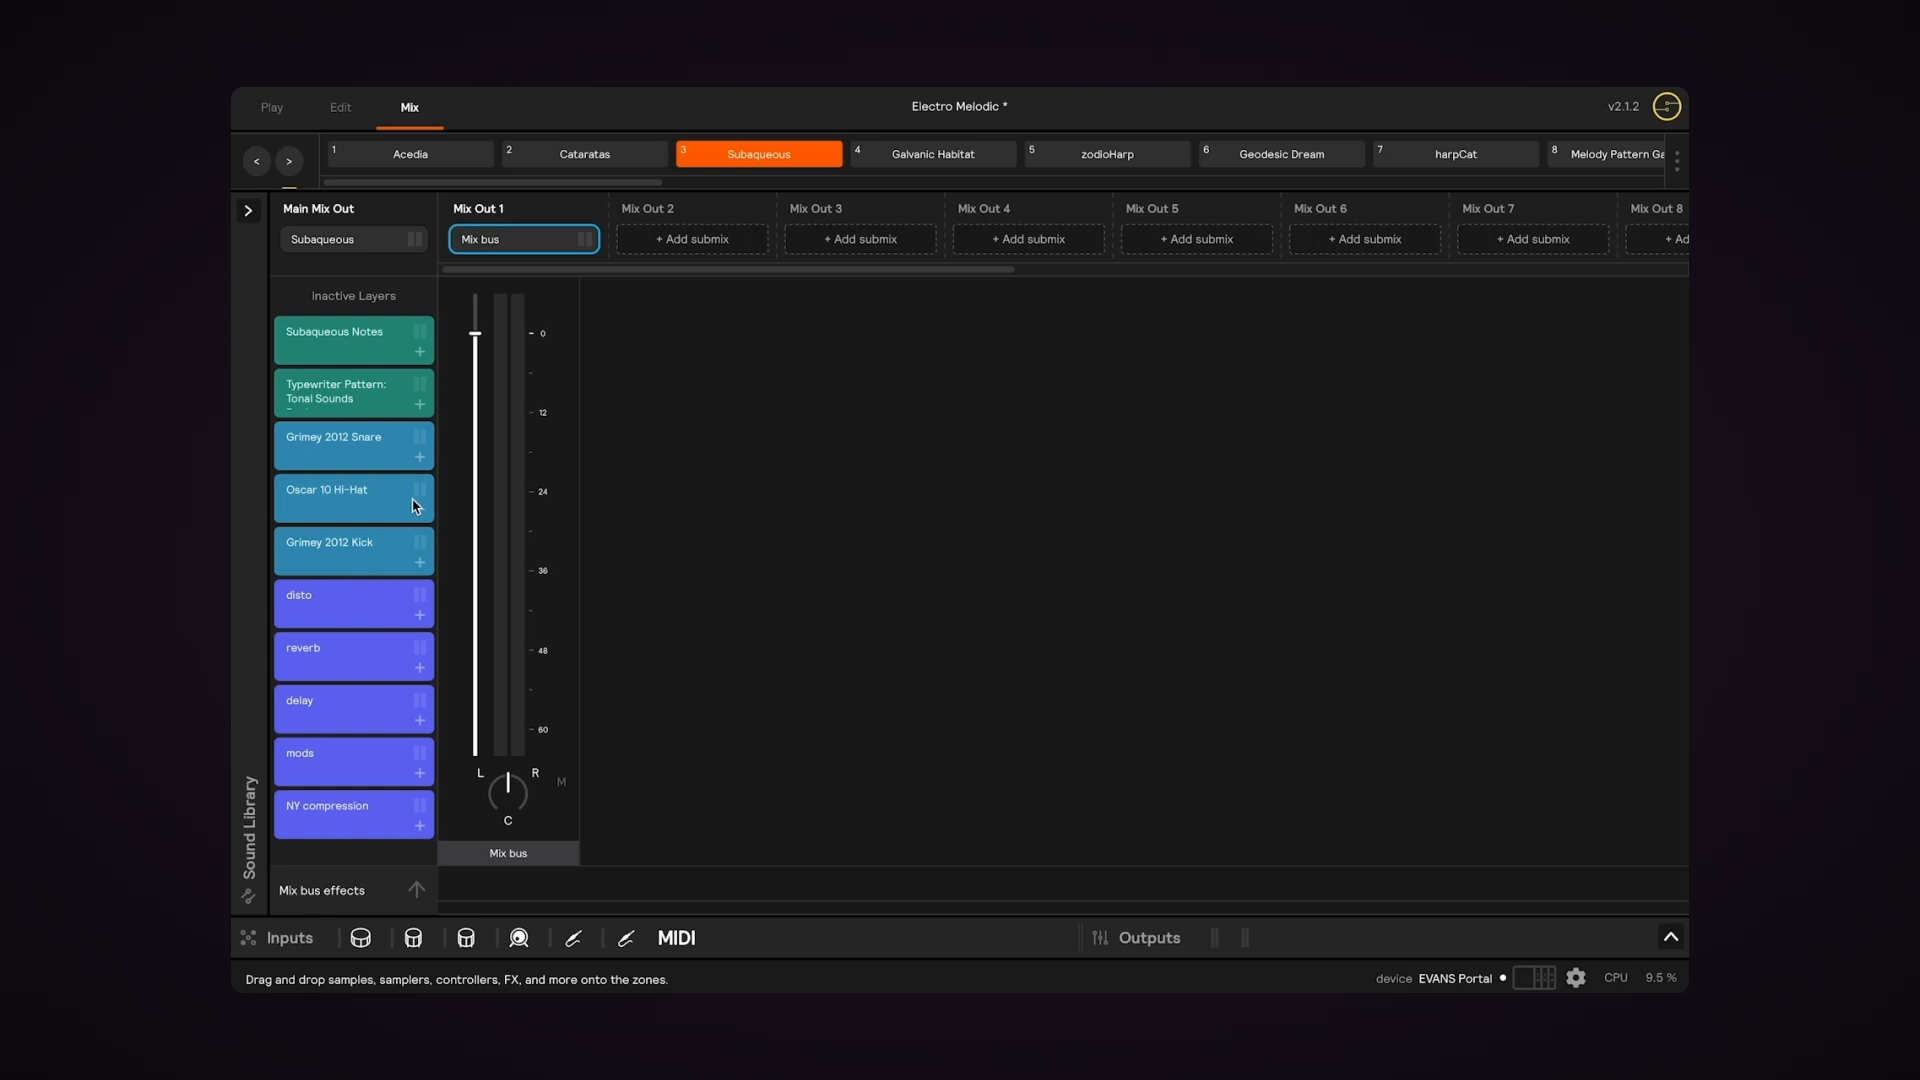 Play
Edit
Mix
Electro Melodic *
v2.1.2
<
>
1 Acedia
2 Cataratas
3 Subaqueous
4 Galvanic Habitat
5 zodioHarp
6 Geodesic Dream
7 harpCat
8 Melody Pattern Ga
>
Main Mix Out
Subaqueous
Mix Out 1
Mix bus
Mix Out 2
+ Add submix
Mix Out 3
+ Add submix
Mix Out 4
+ Add submix
Mix Out 5
+ Add submix
Mix Out 6
+ Add submix
Mix Out 7
+ Add submix
Mix Out 8
+ Ad
Inactive Layers
Subaqueous Notes
+
Typewriter Pattern:
Tonal Sounds
+
Grimey 2012 Snare
+
Oscar 10 Hi-Hat
Grimey 2012 Kick
+
disto
+
reverb
+
delay
+
mods
+
NY compression
+
- 0
- 12
- 24
- 36
- 48
- 60
L
R
M
C
Mix bus
Sound Library
Mix bus effects
Inputs
MIDI
Outputs
Drag and drop samples, samplers, controllers, FX, and more onto the zones.
device EVANS Portal
CPU 9.5 %